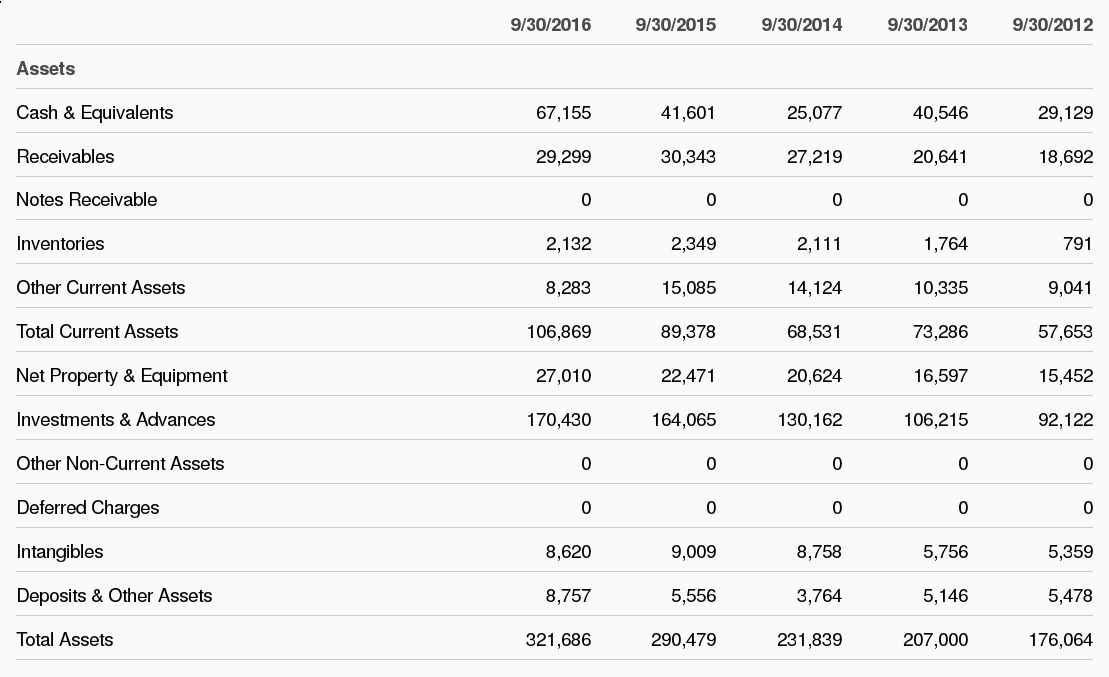 9/30/2016 9/30/2015 9/30/2014 9/30/2013 9/30/2012
Assets
Cash & Equivalents 67,155 41,601 25,077 40,546 29,129
Receivables 29,299 30,343 27,219 20,641 18,692
Notes Receivable 0 0 0 0 0
Inventories 2,132 2,349 2,111 1,764 791
Other Current Assets 8,283 15,085 14,124 10,335 9,041
Total Current Assets 106,869 89,378 68,531 73,286 57,653
Net Property & Equipment 27,010 22,471 20,624 16,597 15,452
Investments & Advances 170,430 164,065 130,162 106,215 92,122
Other Non-Current Assets 0 0 0 0 0
Deferred Charges 0 0 0 0 0
Intangibles 8,620 9,009 8,758 5,756 5,359
Deposits & Other Assets 8,757 5,556 3,764 5,146 5,478
Total Assets 321,686 290,479 231,839 207,000 176,064